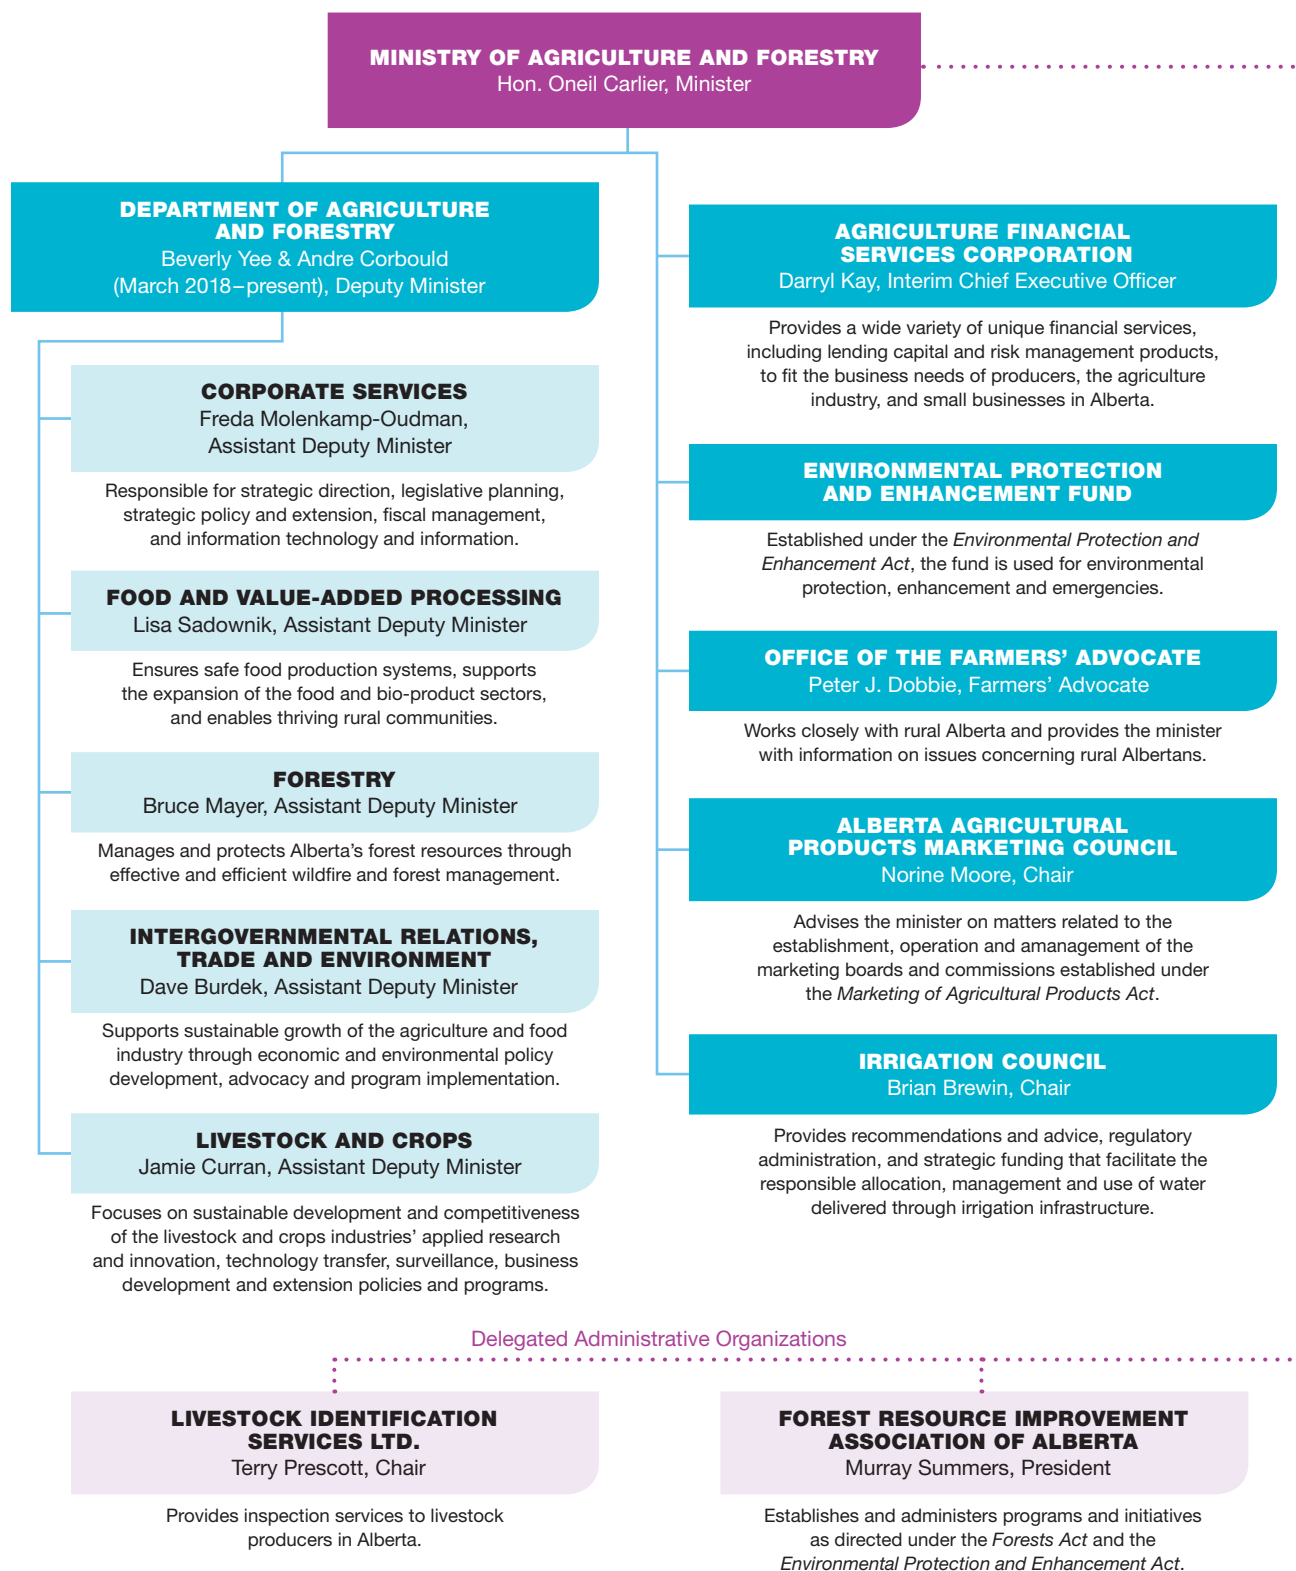 MINISTRY OF AGRICULTURE AND FORESTRY
Hon. Oneil Carlier, Minister
DEPARTMENT OF AGRICULTURE
AND FORESTRY
Beverly Yee & Andre Corbould
(March 2018–present), Deputy Minister
CORPORATE SERVICES
Freda Molenkamp-Oudman,
Assistant Deputy Minister
Responsible for strategic direction, legislative planning,
strategic policy and extension, fiscal management,
and information technology and information.
FOOD AND VALUE-ADDED PROCESSING
Lisa Sadownik, Assistant Deputy Minister
Ensures safe food production systems, supports
the expansion of the food and bio-product sectors,
and enables thriving rural communities.
FORESTRY
Bruce Mayer, Assistant Deputy Minister
Manages and protects Alberta’s forest resources through
effective and efficient wildfire and forest management.
INTERGOVERNMENTAL RELATIONS,
TRADE AND ENVIRONMENT
Dave Burdek, Assistant Deputy Minister
Supports sustainable growth of the agriculture and food
industry through economic and environmental policy
development, advocacy and program implementation.
LIVESTOCK AND CROPS
Jamie Curran, Assistant Deputy Minister
Focuses on sustainable development and competitiveness
of the livestock and crops industries’ applied research
and innovation, technology transfer, surveillance, business
development and extension policies and programs.
AGRICULTURE FINANCIAL
SERVICES CORPORATION
Darryl Kay, Interim Chief Executive Officer
Provides a wide variety of unique financial services,
including lending capital and risk management products,
to fit the business needs of producers, the agriculture
industry, and small businesses in Alberta.
ENVIRONMENTAL PROTECTION
AND ENHANCEMENT FUND
Established under the Environmental Protection and
Enhancement Act, the fund is used for environmental
protection, enhancement and emergencies.
OFFICE OF THE FARMERS’ ADVOCATE
Peter J. Dobbie, Farmers’ Advocate
Works closely with rural Alberta and provides the minister
with information on issues concerning rural Albertans.
ALBERTA AGRICULTURAL
PRODUCTS MARKETING COUNCIL
Norine Moore, Chair
Advises the minister on matters related to the
establishment, operation and amanagement of the
marketing boards and commissions established under
the Marketing of Agricultural Products Act.
IRRIGATION COUNCIL
Brian Brewin, Chair
Provides recommendations and advice, regulatory
administration, and strategic funding that facilitate the
responsible allocation, management and use of water
delivered through irrigation infrastructure.
Delegated Administrative Organizations
LIVESTOCK IDENTIFICATION
SERVICES LTD.
Terry Prescott, Chair
Provides inspection services to livestock
producers in Alberta.
FOREST RESOURCE IMPROVEMENT
ASSOCIATION OF ALBERTA
Murray Summers, President
Establishes and administers programs and initiatives
as directed under the Forests Act and the
Environmental Protection and Enhancement Act.